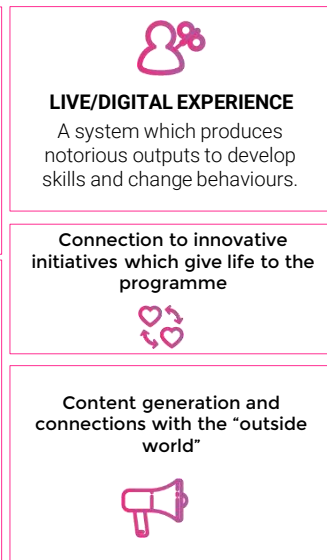 LIVE/DIGITAL EXPERIENCE
A system which produces
notorious outputs to develop
skills and change behaviours.
Connection to innovative
initiatives which give life to the
programme
Content generation and
connections with the “outside
world”